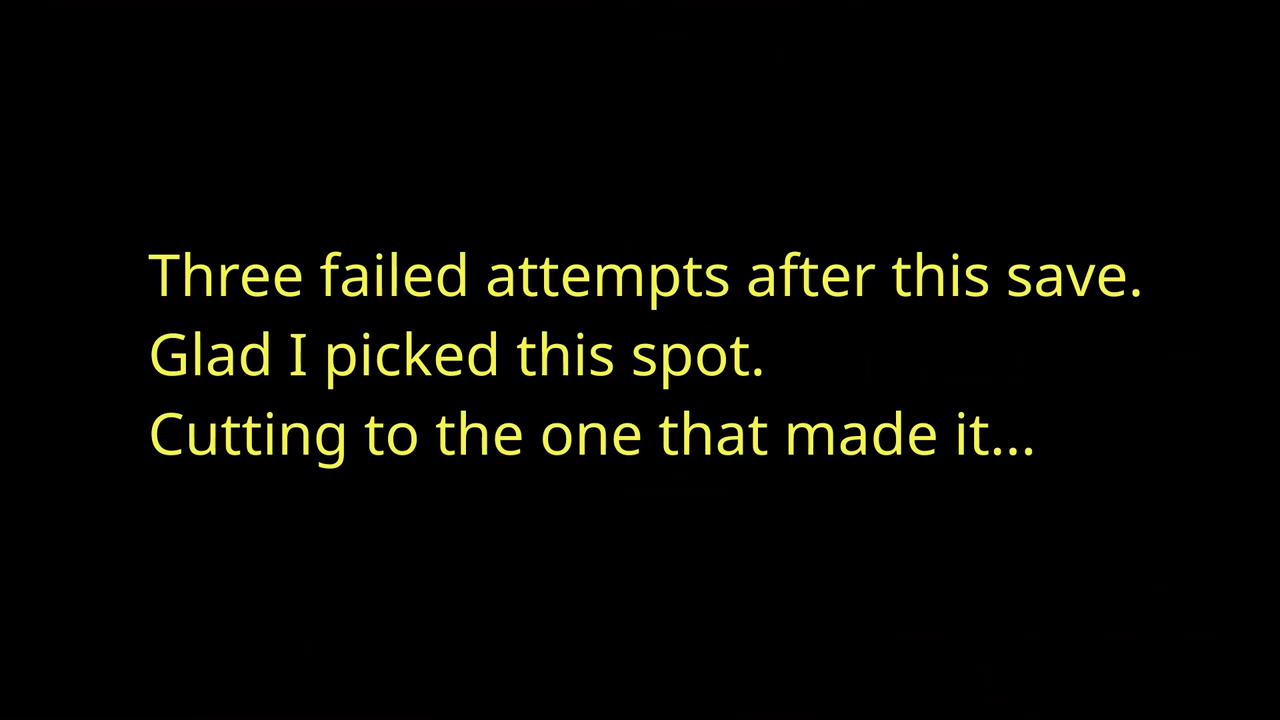 Three failed attempts after this save.
Glad I picked this spot.
Cutting to the one that made it...